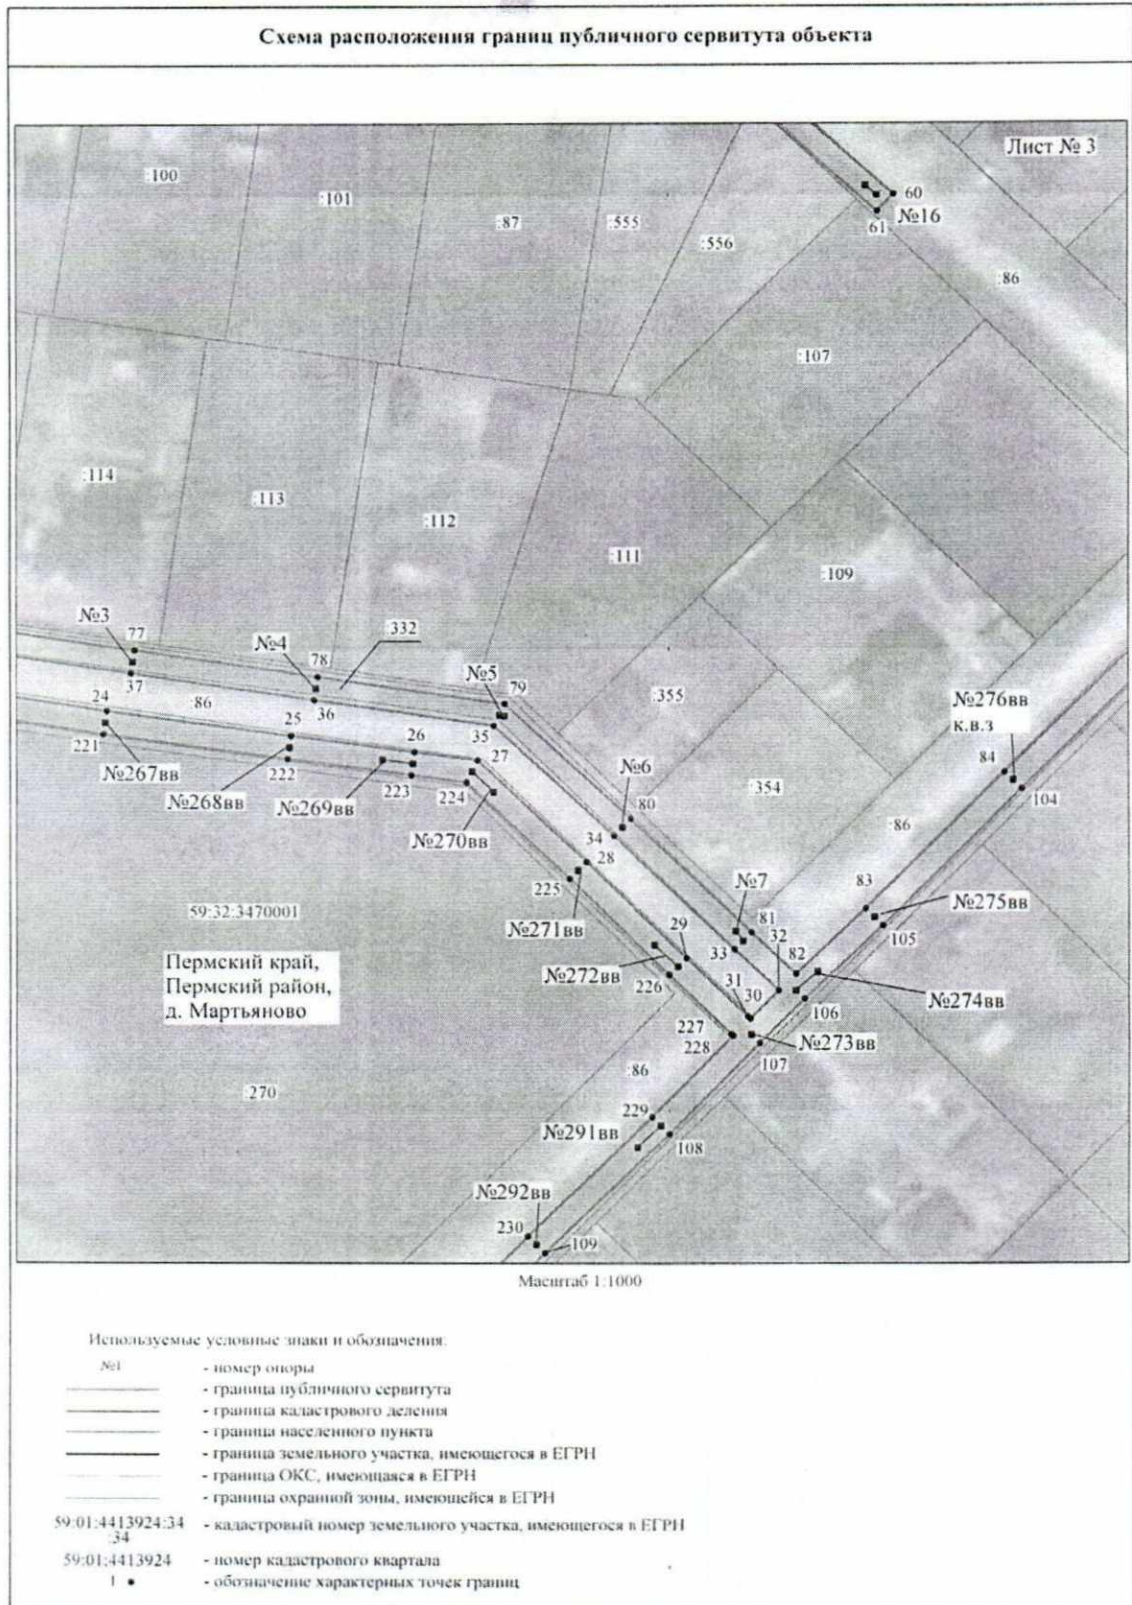 Схема расположения границ публичного сервитута объекта
Лист № 3
:100
:101
:87
:555
:556
60
61
№16
:86
:107
:114
:113
:112
:111
:109
№3
77
№4
:332
78
№5
79
:355
№276вв
к.в.з
37
24
:86
25
36
26
35
27
№6
84
221
№267вв
222
№268вв
№269вв
223
224
80
:354
104
№270вв
34
28
:86
225
83
№7
№275вв
59:32:3470001
№271вв
29
81
32
105
Пермский край,
Пермский район,
д. Мартьяново
№272вв
33
82
226
31
30
№274вв
106
227
228
№273вв
107
:86
:270
229
№291вв
108
№292вв
230
109
Масштаб 1:1000
Используемые условные знаки и обозначения:
№1 - номер опоры
- граница публичного сервитута
- граница кадастрового деления
- граница населенного пункта
- граница земельного участка, имеющегося в ЕГРН
- граница ОКС, имеющаяся в ЕГРН
- граница охранной зоны, имеющейся в ЕГРН
59:01:4413924:34
:34 - кадастровый номер земельного участка, имеющегося в ЕГРН
59:01:4413924 - номер кадастрового квартала
1 • - обозначение характерных точек границ